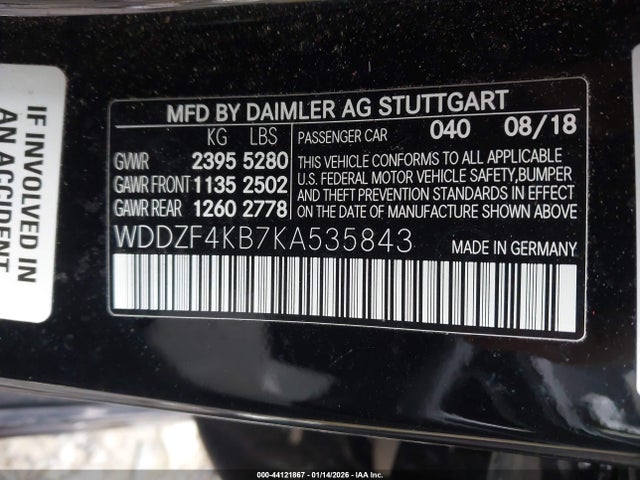 IF INVOLVED IN
AN ACCIDENT
MFD BY DAIMLER AG STUTTGART
KG LBS
GVWR 2395 5280
GAWR FRONT 1135 2502
GAWR REAR 1260 2778
PASSENGER CAR 040 08/18
THIS VEHICLE CONFORMS TO ALL APPLICABLE
U.S. FEDERAL MOTOR VEHICLE SAFETY,BUMPER
AND THEFT PREVENTION STANDARDS IN EFFECT
ON THE DATE OF MANUFACTURE SHOWN ABOVE
WDDZF4KB7KA535843
MADE IN GERMANY
000-44121867 - 01/14/2026 - IAA Inc.